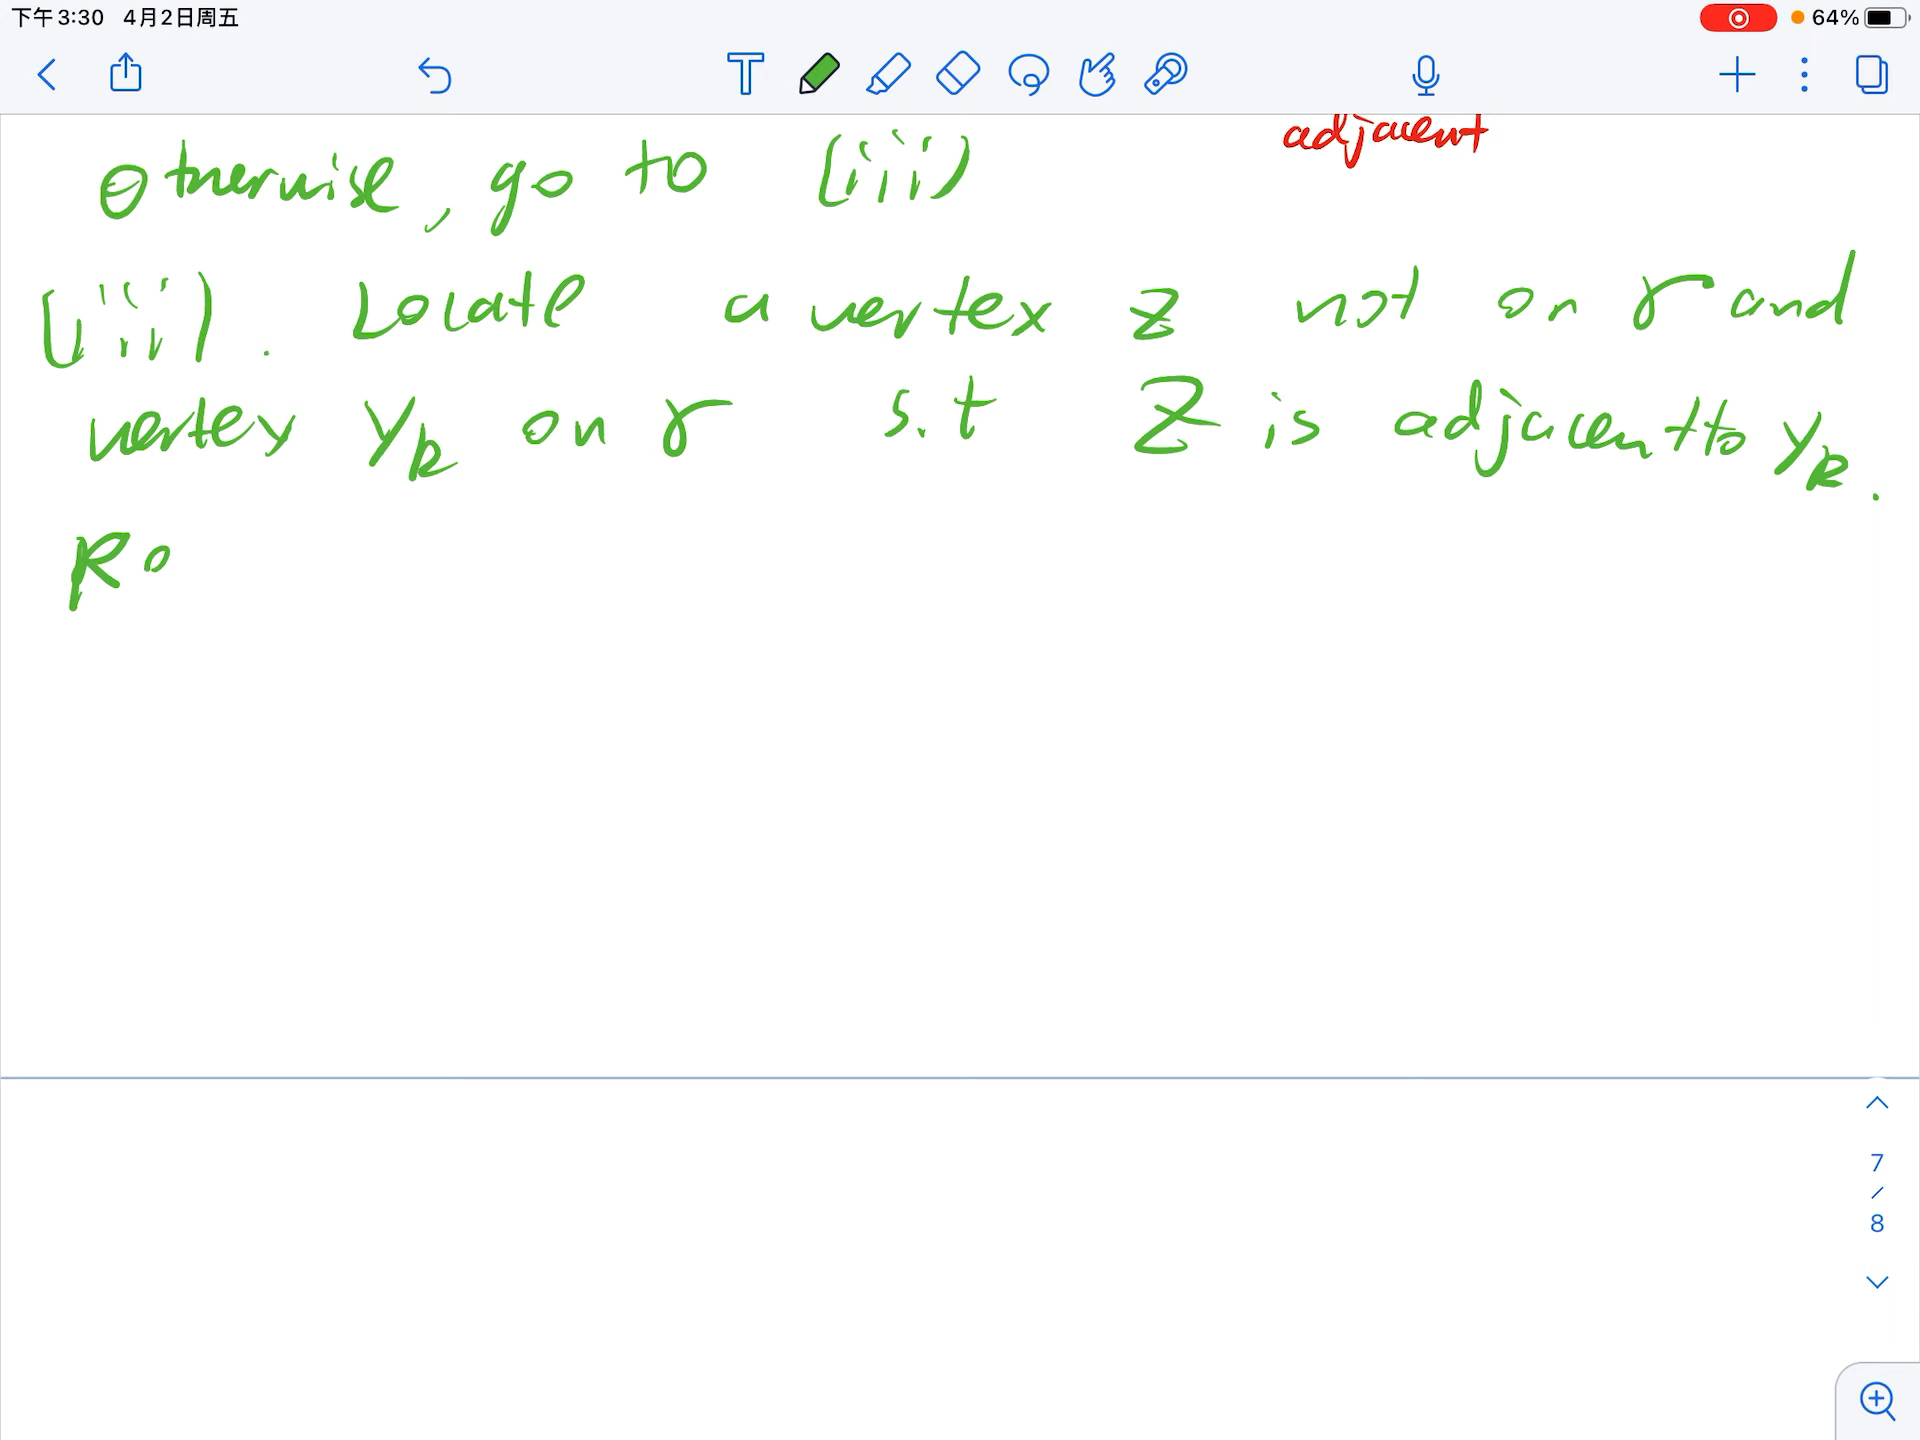 下午3:30 4月2日周五
64%
adjacent
otherwise, go to (iii)
(iii). Locate a vertex z not on γ and
vertex yk on γ s.t z is adjacent to yk.
Ro
7
/
8